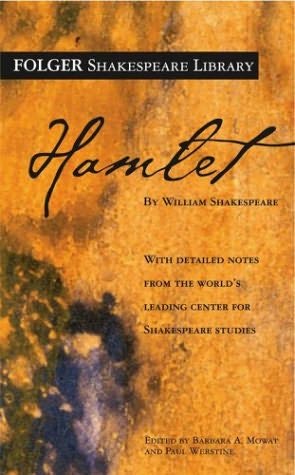 FOLGER SHAKESPEARE LIBRARY
Hamlet
BY WILLIAM SHAKESPEARE
WITH DETAILED NOTES
FROM THE WORLD'S
LEADING CENTER FOR
SHAKESPEARE STUDIES
EDITED BY BARBARA A. MOWAT
AND PAUL WERSTINE